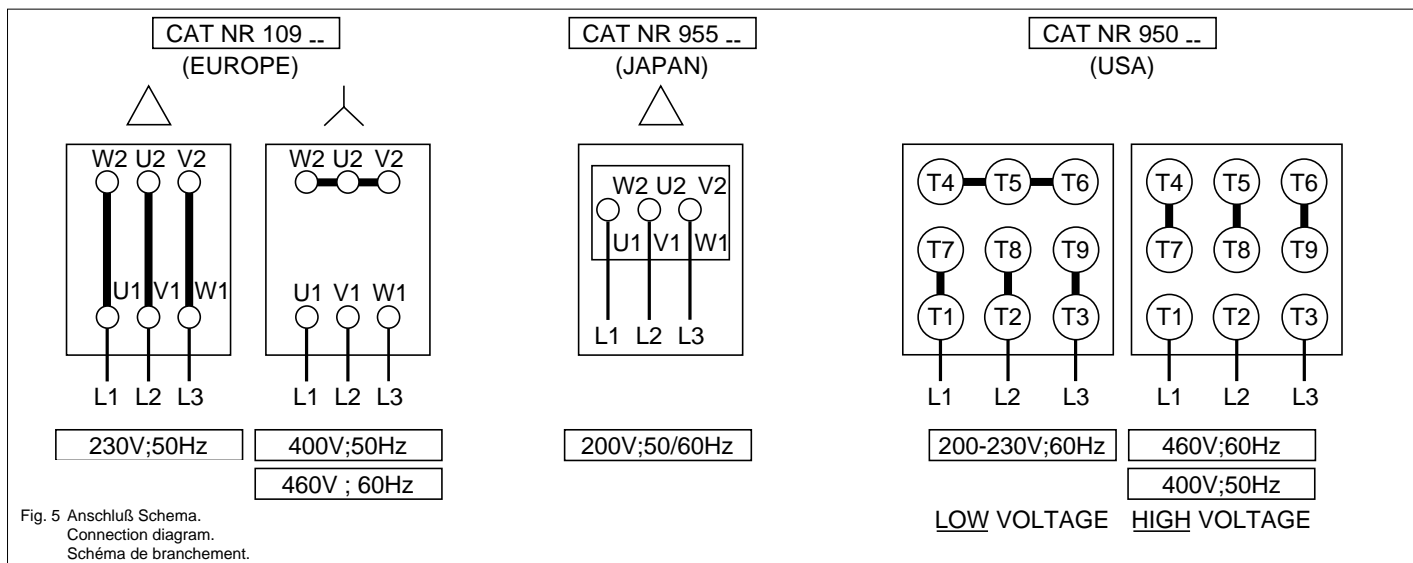 CAT NR 109 --
(EUROPE)
W2 U2 V2
U1 V1 W1
L1 L2 L3
230V;50Hz
W2 U2 V2
U1 V1 W1
L1 L2 L3
400V;50Hz
460V ; 60Hz
CAT NR 955 --
(JAPAN)
W2 U2 V2
U1 V1 W1
L1 L2 L3
200V;50/60Hz
CAT NR 950 --
(USA)
T4 T5 T6
T7 T8 T9
T1 T2 T3
L1 L2 L3
200-230V;60Hz
LOW VOLTAGE
T4 T5 T6
T7 T8 T9
T1 T2 T3
L1 L2 L3
460V;60Hz
400V;50Hz
HIGH VOLTAGE
Fig. 5 Anschluß Schema.
Connection diagram.
Schéma de branchement.